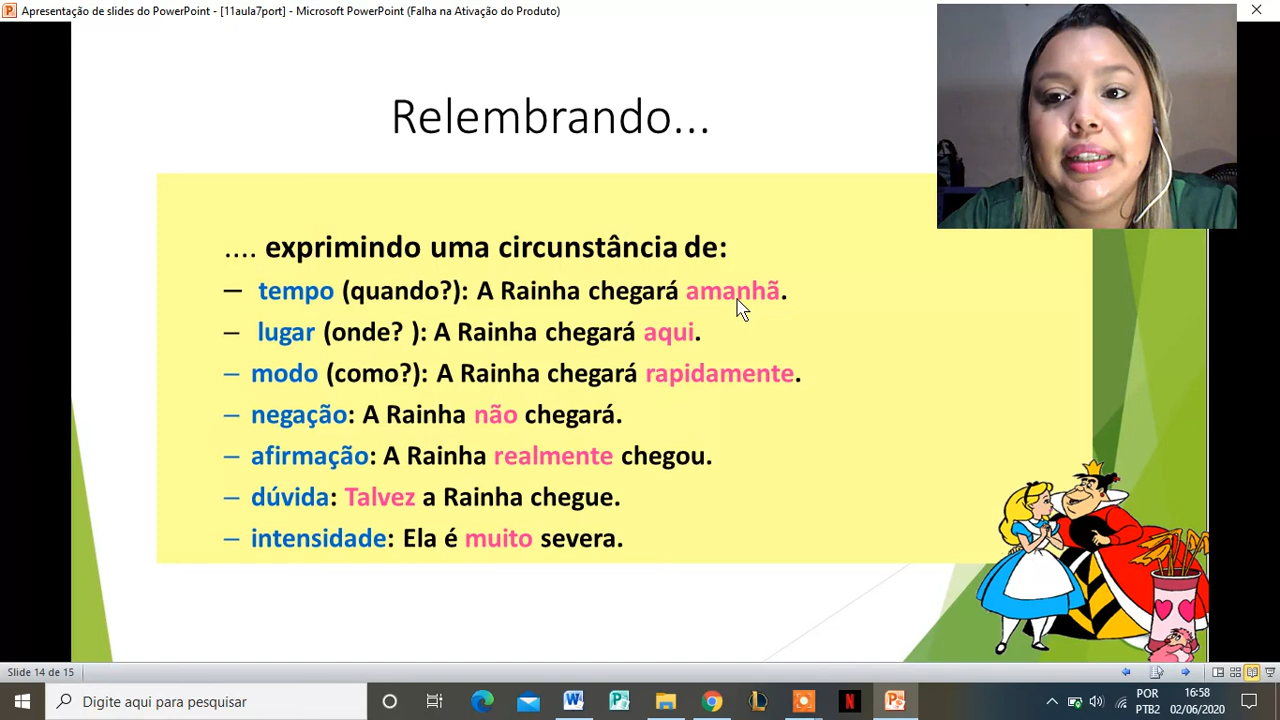 Apresentação de slides do PowerPoint - [11aula7port] - Microsoft PowerPoint (Falha na Ativação do Produto)
Relembrando...
.... exprimindo uma circunstância de:
– tempo (quando?): A Rainha chegará amanhã.
– lugar (onde? ): A Rainha chegará aqui.
– modo (como?): A Rainha chegará rapidamente.
– negação: A Rainha não chegará.
– afirmação: A Rainha realmente chegou.
– dúvida: Talvez a Rainha chegue.
– intensidade: Ela é muito severa.
Slide 14 de 15
Digite aqui para pesquisar
POR
PTB2
16:58
02/06/2020